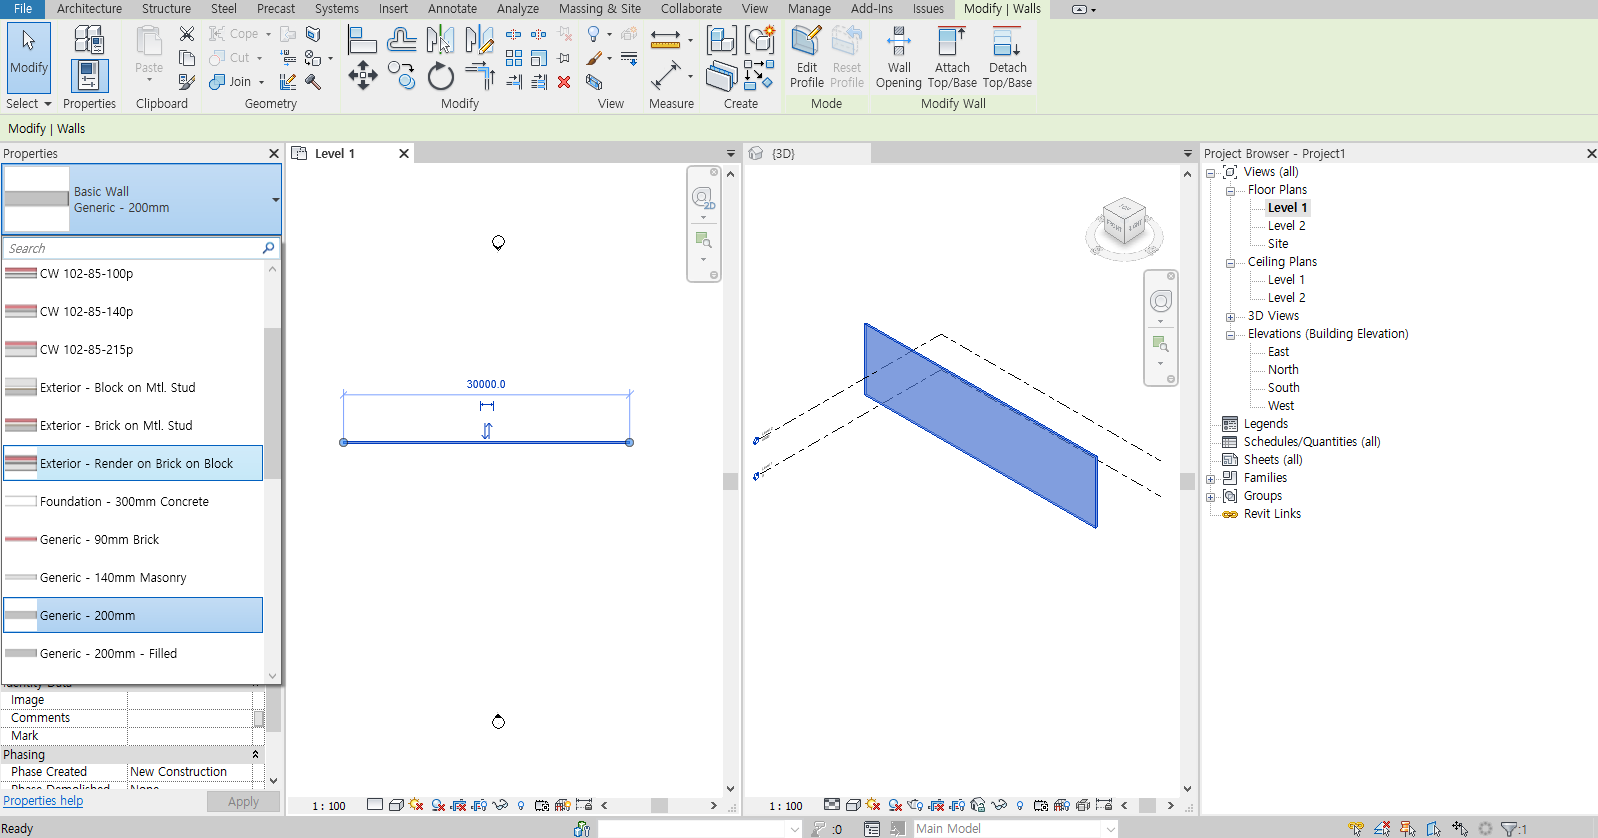 File Architecture Structure Steel Precast Systems Insert Annotate Analyze Massing & Site Collaborate View Manage Add-Ins Issues Modify | Walls
Modify
Paste
Cope
Cut
Join
Edit Profile
Reset Profile
Wall Opening
Attach Top/Base
Detach Top/Base
Select Properties Clipboard Geometry Modify View Measure Create Mode Modify Wall
Modify | Walls
Properties
Basic Wall
Generic - 200mm
Search
CW 102-85-100p
CW 102-85-140p
CW 102-85-215p
Exterior - Block on Mtl. Stud
Exterior - Brick on Mtl. Stud
Exterior - Render on Brick on Block
Foundation - 300mm Concrete
Generic - 90mm Brick
Generic - 140mm Masonry
Generic - 200mm
Generic - 200mm - Filled
Identity Data
Image
Comments
Mark
Phasing
Phase Created New Construction
Phase Demolished None
Properties help Apply
Level 1
2D
30000.0
1 : 100
{3D}
TOP
FRONT
1 : 100
Project Browser - Project1
Views (all)
Floor Plans
Level 1
Level 2
Site
Ceiling Plans
Level 1
Level 2
3D Views
Elevations (Building Elevation)
East
North
South
West
Legends
Schedules/Quantities (all)
Sheets (all)
Families
Groups
Revit Links
Ready :0 Main Model :1